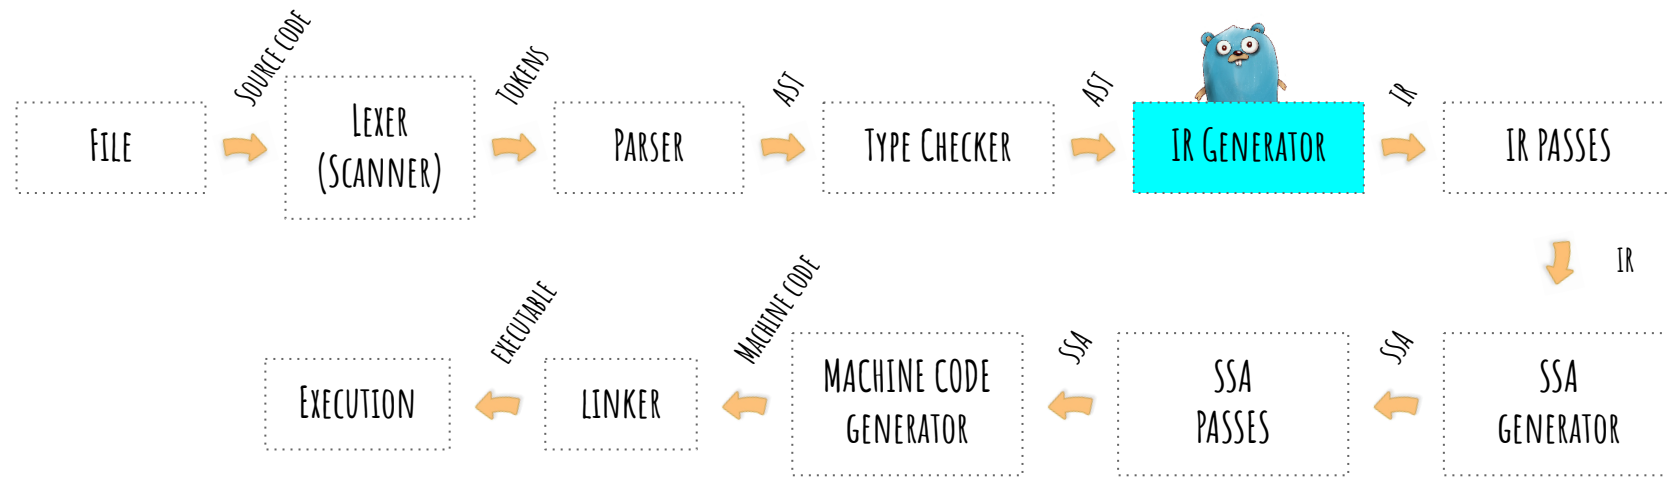 Source code
Tokens
AST
AST
IR
File
Lexer
(Scanner)
Parser
Type Checker
IR Generator
IR passes
IR
executable
Machine code
SSA
SSA
Execution
linker
machine code
generator
SSA
passes
SSA
generator